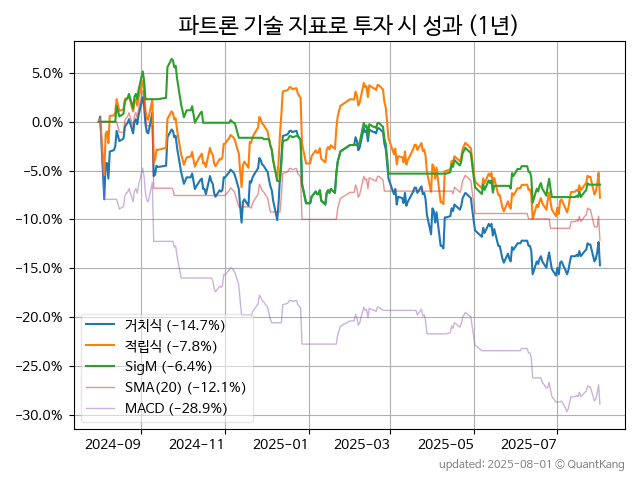 파트론 기술 지표로 투자 시 성과 (1년)
5.0%
0.0%
−5.0%
−10.0%
−15.0%
−20.0%
−25.0%
−30.0%
거치식 (−14.7%)
적립식 (−7.8%)
SigM (−6.4%)
SMA(20) (−12.1%)
MACD (−28.9%)
2024-09 2024-11 2025-01 2025-03 2025-05 2025-07
updated: 2025-08-01 © QuantKang